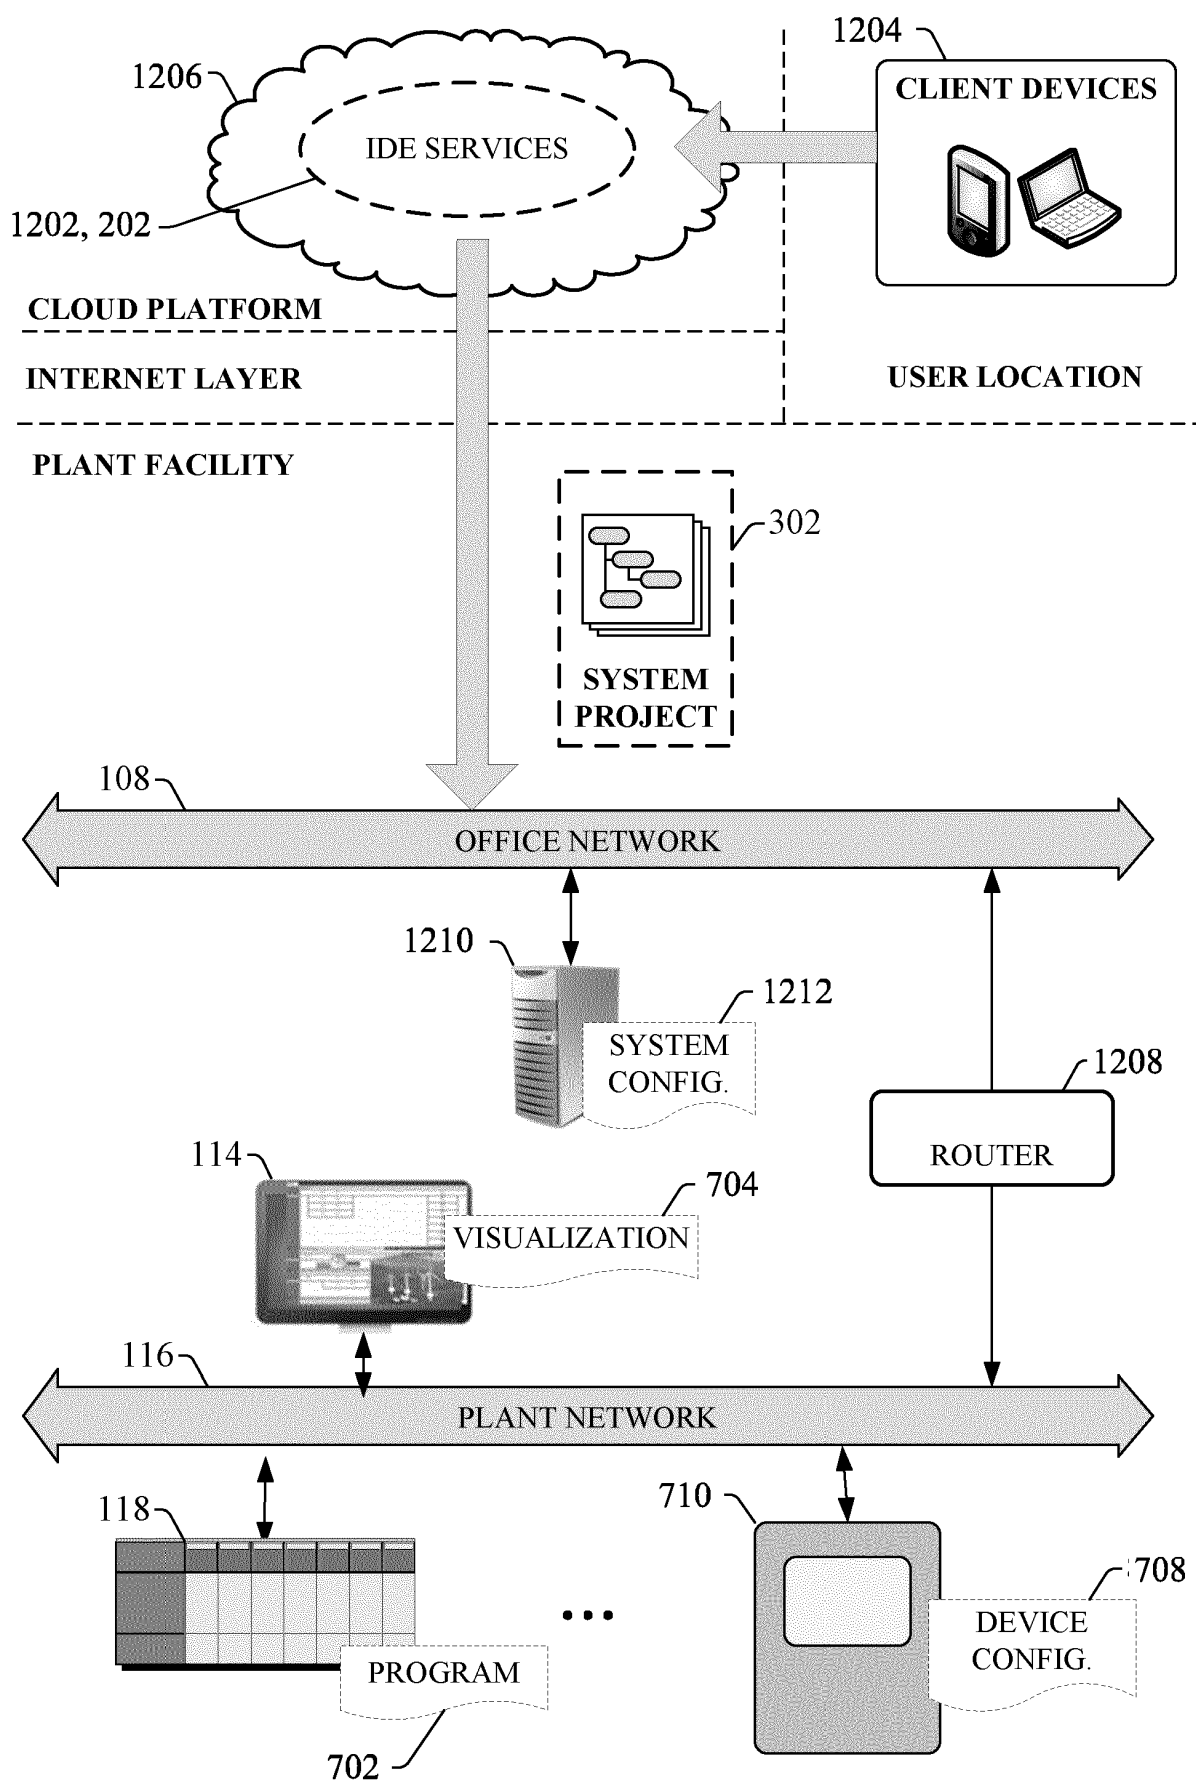 1204
1206
CLIENT DEVICES
IDE SERVICES
1202, 202
CLOUD PLATFORM
INTERNET LAYER
USER LOCATION
PLANT FACILITY
302
SYSTEM
PROJECT
108
OFFICE NETWORK
1210
1212
SYSTEM
CONFIG.
1208
ROUTER
114
704
VISUALIZATION
116
PLANT NETWORK
118
710
708
DEVICE
CONFIG.
...
PROGRAM
702